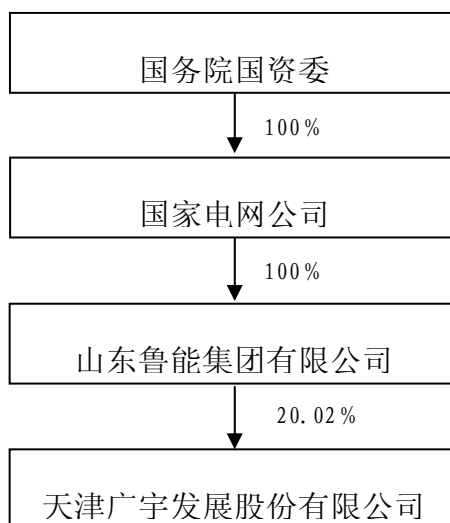 国务院国资委
100%
国家电网公司
100%
山东鲁能集团有限公司
20.02%
天津广宇发展股份有限公司